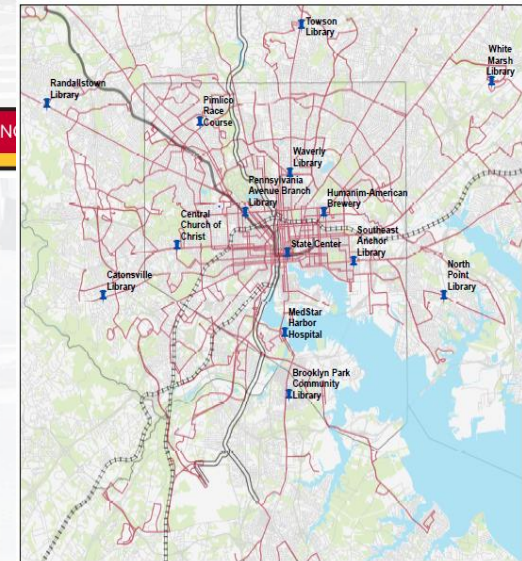 Towson
Library
White
Marsh
Library
Randallstown
Library
Pimlico
Race
Course
Waverly
Library
Pennsylvania
Avenue Branch
Library
Humanim-American
Brewery
Central
Church of
Christ
State Center
Southeast
Anchor
Library
Catonsville
Library
North
Point
Library
MedStar
Harbor
Hospital
Brooklyn Park
Community
Library